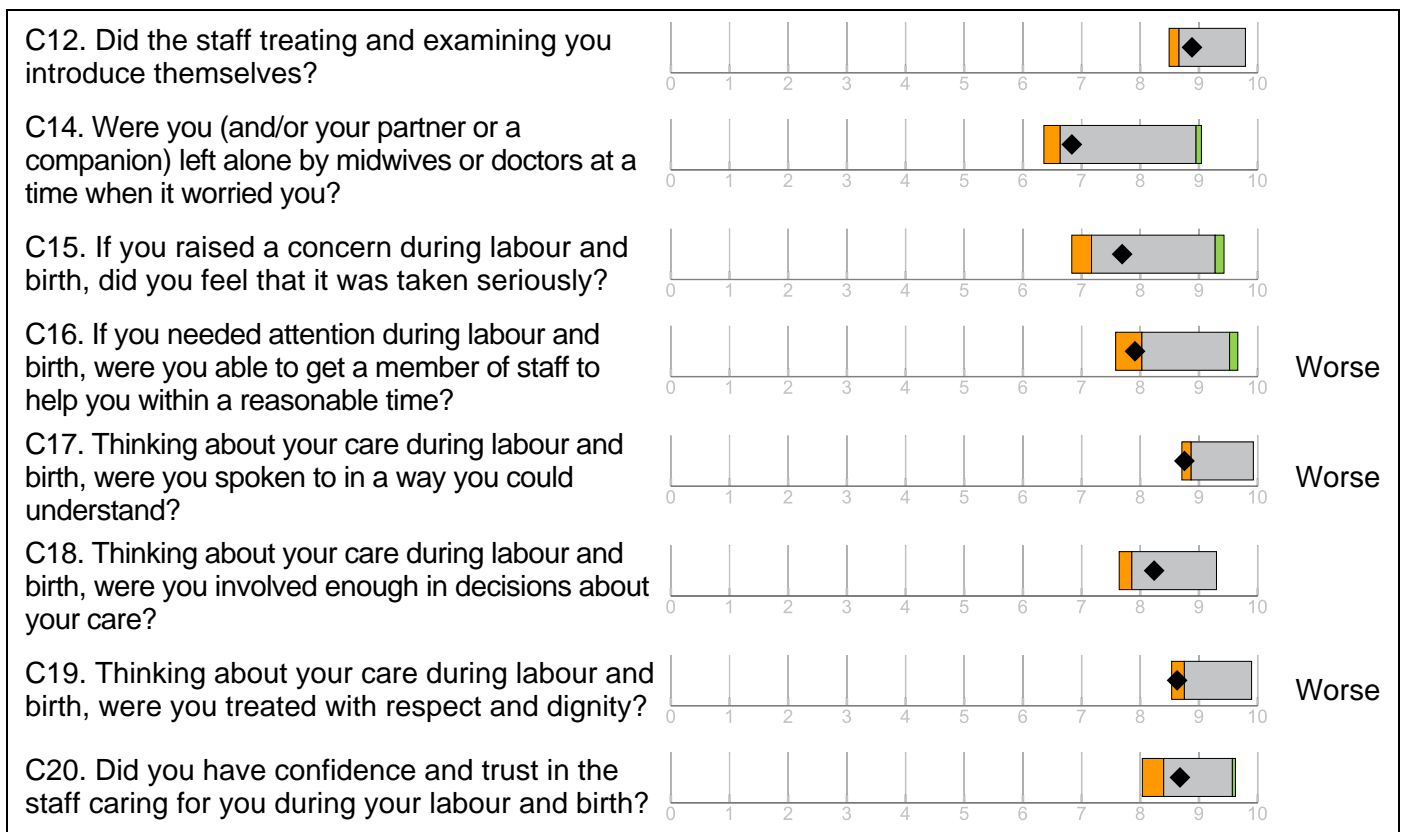 C12. Did the staff treating and examining you
introduce themselves?
0 1 2 3 4 5 6 7 8 9 10
C14. Were you (and/or your partner or a
companion) left alone by midwives or doctors at a
time when it worried you?
0 1 2 3 4 5 6 7 8 9 10
C15. If you raised a concern during labour and
birth, did you feel that it was taken seriously?
0 1 2 3 4 5 6 7 8 9 10
C16. If you needed attention during labour and
birth, were you able to get a member of staff to
help you within a reasonable time?
0 1 2 3 4 5 6 7 8 9 10
Worse
C17. Thinking about your care during labour and
birth, were you spoken to in a way you could
understand?
0 1 2 3 4 5 6 7 8 9 10
Worse
C18. Thinking about your care during labour and
birth, were you involved enough in decisions about
your care?
0 1 2 3 4 5 6 7 8 9 10
C19. Thinking about your care during labour and
birth, were you treated with respect and dignity?
0 1 2 3 4 5 6 7 8 9 10
Worse
C20. Did you have confidence and trust in the
staff caring for you during your labour and birth?
0 1 2 3 4 5 6 7 8 9 10